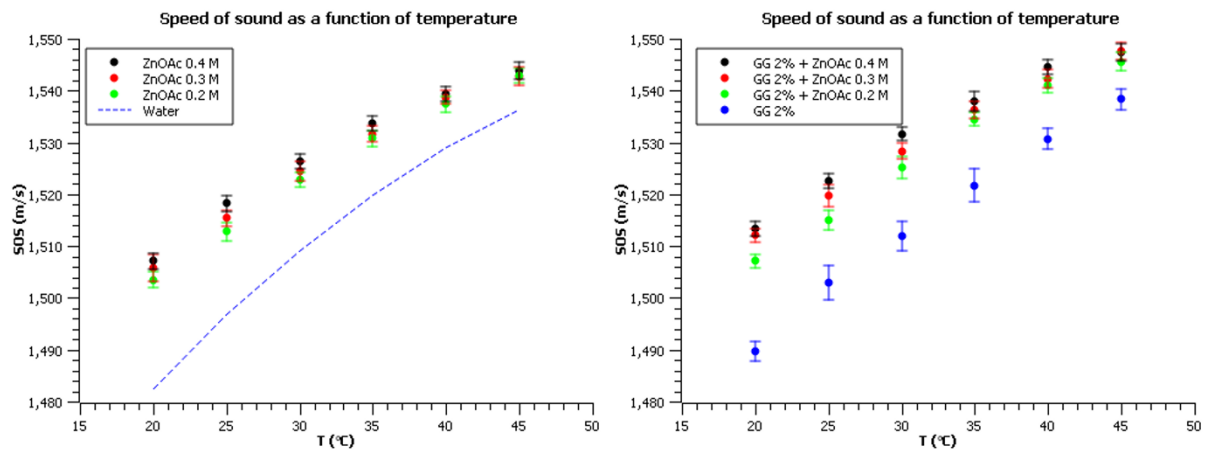 Speed of sound as a function of temperature
1,550
1,540
1,530
1,520
1,510
1,500
1,490
1,480
SOS (m/s)
ZnOAc 0.4 M
ZnOAc 0.3 M
ZnOAc 0.2 M
Water
15 20 25 30 35 40 45 50
T (°C)
Speed of sound as a function of temperature
1,550
1,540
1,530
1,520
1,510
1,500
1,490
1,480
SOS (m/s)
GG 2% + ZnOAc 0.4 M
GG 2% + ZnOAc 0.3 M
GG 2% + ZnOAc 0.2 M
GG 2%
15 20 25 30 35 40 45 50
T (°C)